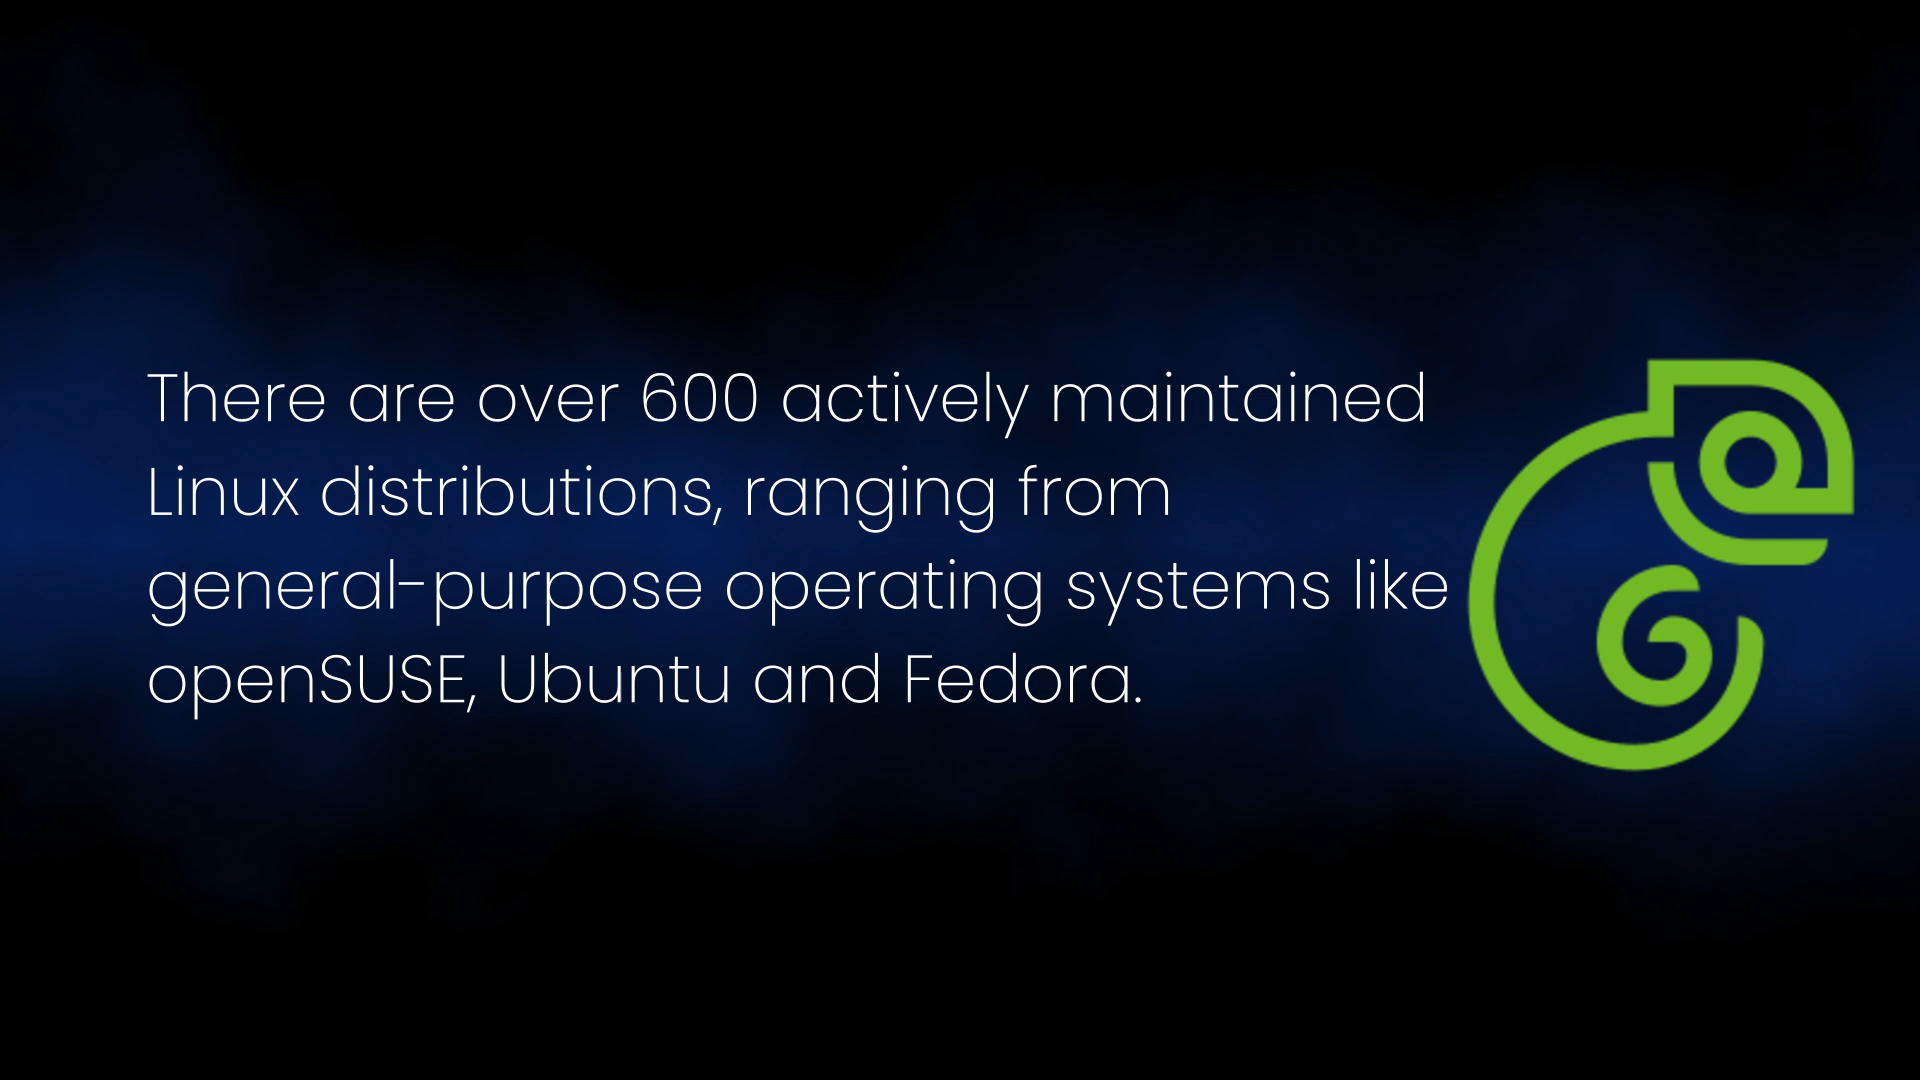 There are over 600 actively maintained
Linux distributions, ranging from
general-purpose operating systems like
openSUSE, Ubuntu and Fedora.